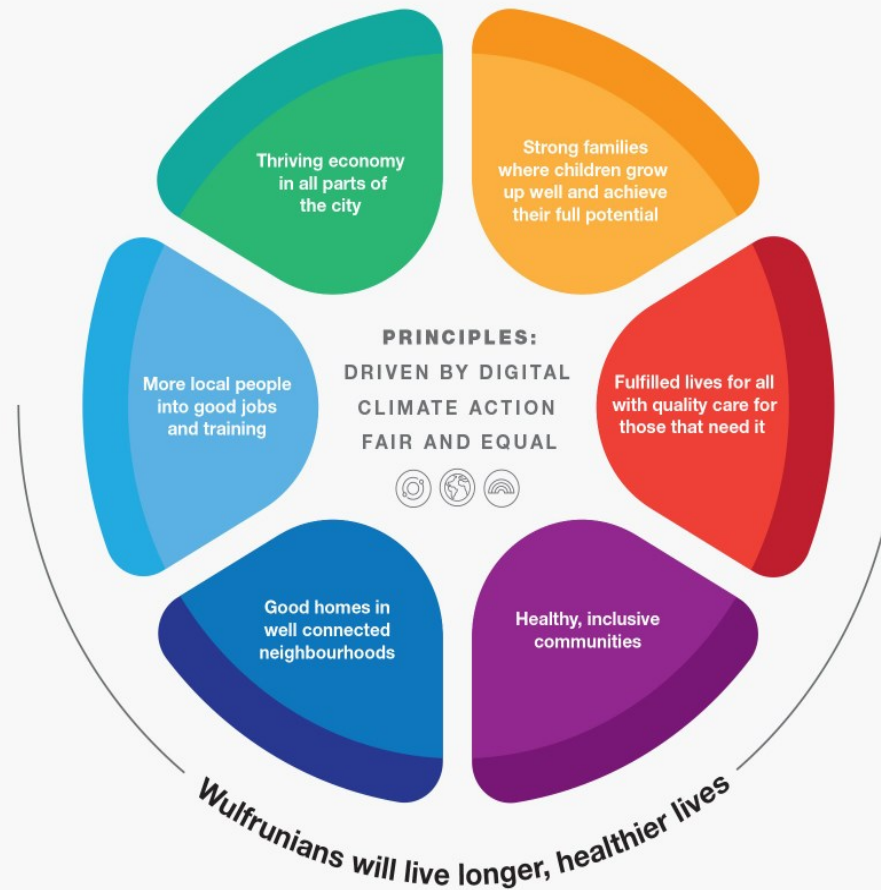 Thriving economy
in all parts of
the city
Strong families
where children grow
up well and achieve
their full potential
More local people
into good jobs
and training
PRINCIPLES:
DRIVEN BY DIGITAL
CLIMATE ACTION
FAIR AND EQUAL
Fulfilled lives for all
with quality care for
those that need it
Good homes in
well connected
neighbourhoods
Healthy, inclusive
communities
Wulfrunians will live longer, healthier lives